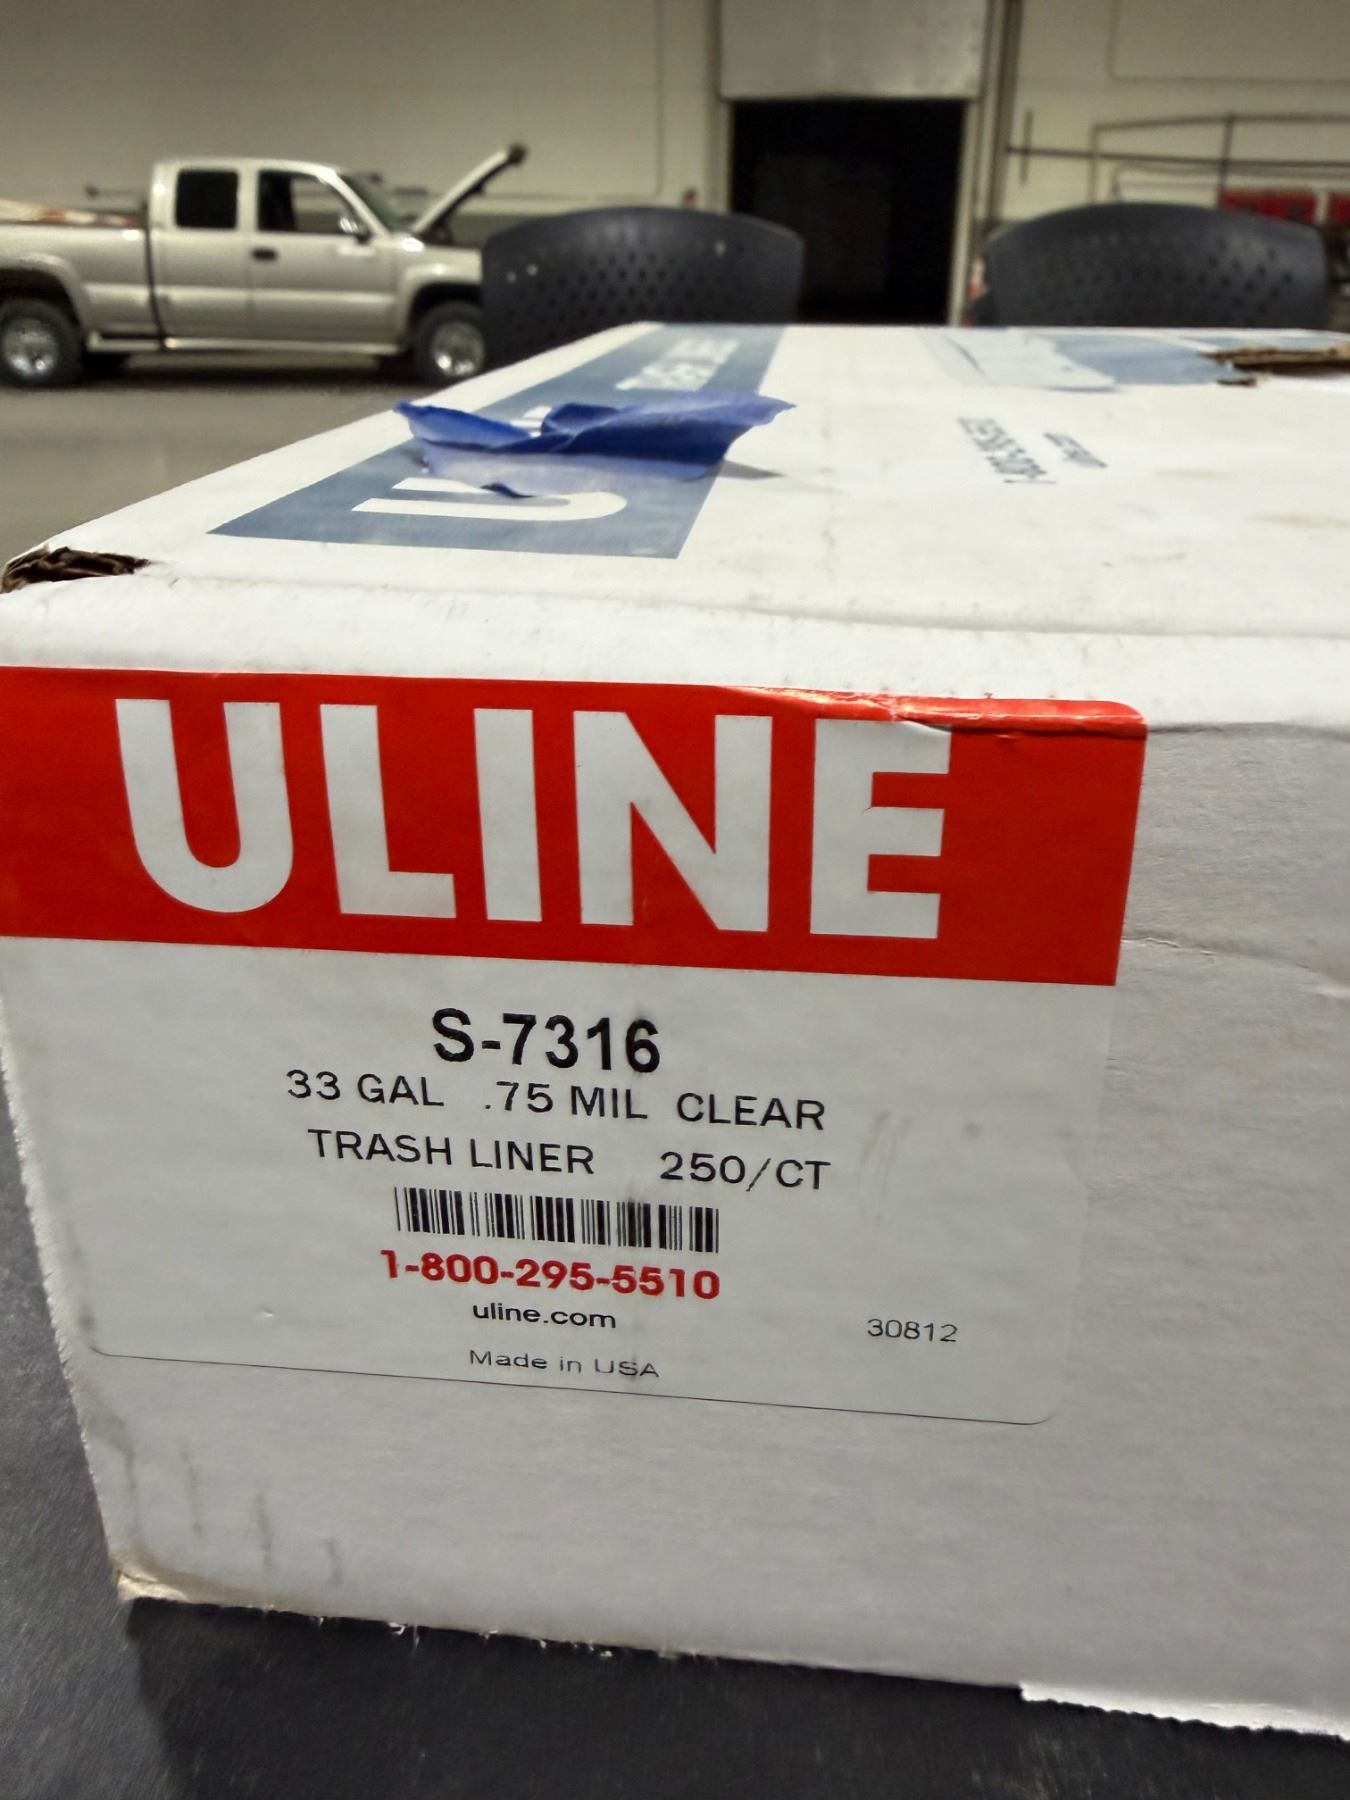 ULINE
S-7316
33 GAL .75 MIL CLEAR
TRASH LINER 250/CT
1-800-295-5510
uline.com
30812
Made in USA